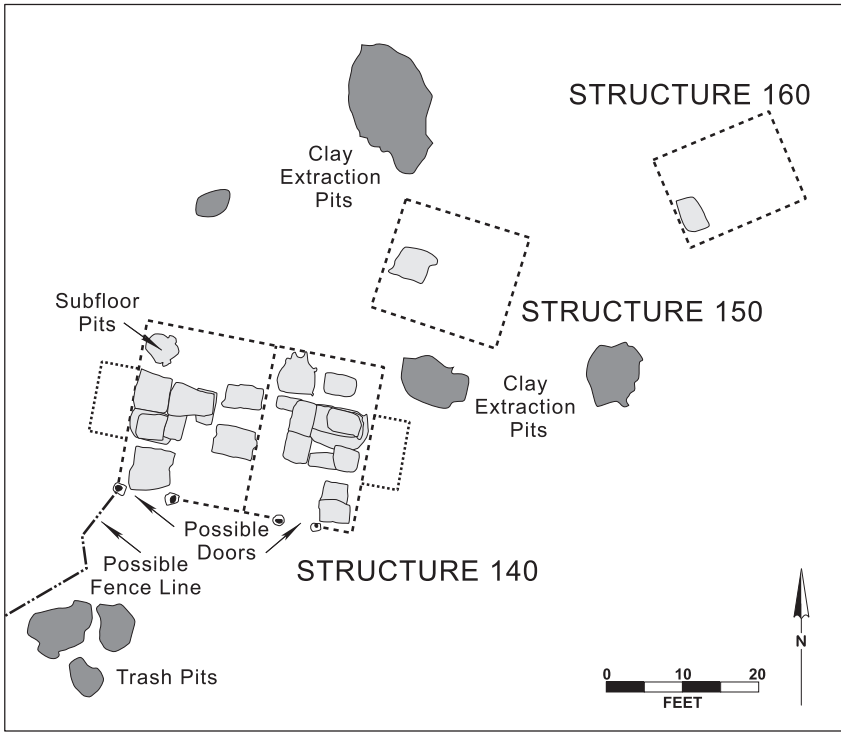 STRUCTURE 160
Clay
Extraction
Pits
Subfloor
Pits
STRUCTURE 150
Clay
Extraction
Pits
Possible
Doors
Possible
Fence Line
STRUCTURE 140
Trash Pits
N
0 10 20
FEET